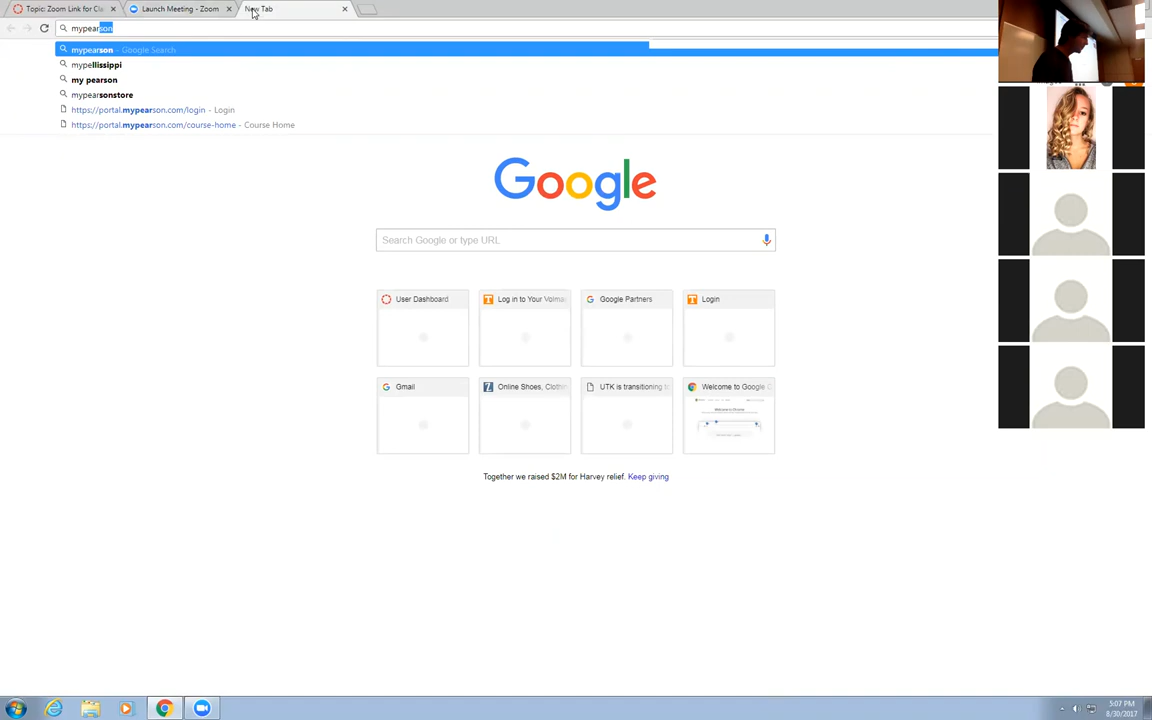 Topic: Zoom Link for Cla
Launch Meeting - Zoom
New Tab
mypearson
mypearson - Google Search
mypellissippi
my pearson
mypearsonstore
https://portal.mypearson.com/login - Login
https://portal.mypearson.com/course-home - Course Home
Google
Search Google or type URL
User Dashboard
Log in to Your Volma
Google Partners
Login
Gmail
Online Shoes, Clothin
UTK is transitioning to
Welcome to Google C
Together we raised $2M for Harvey relief. Keep giving
5:07 PM
8/30/2017